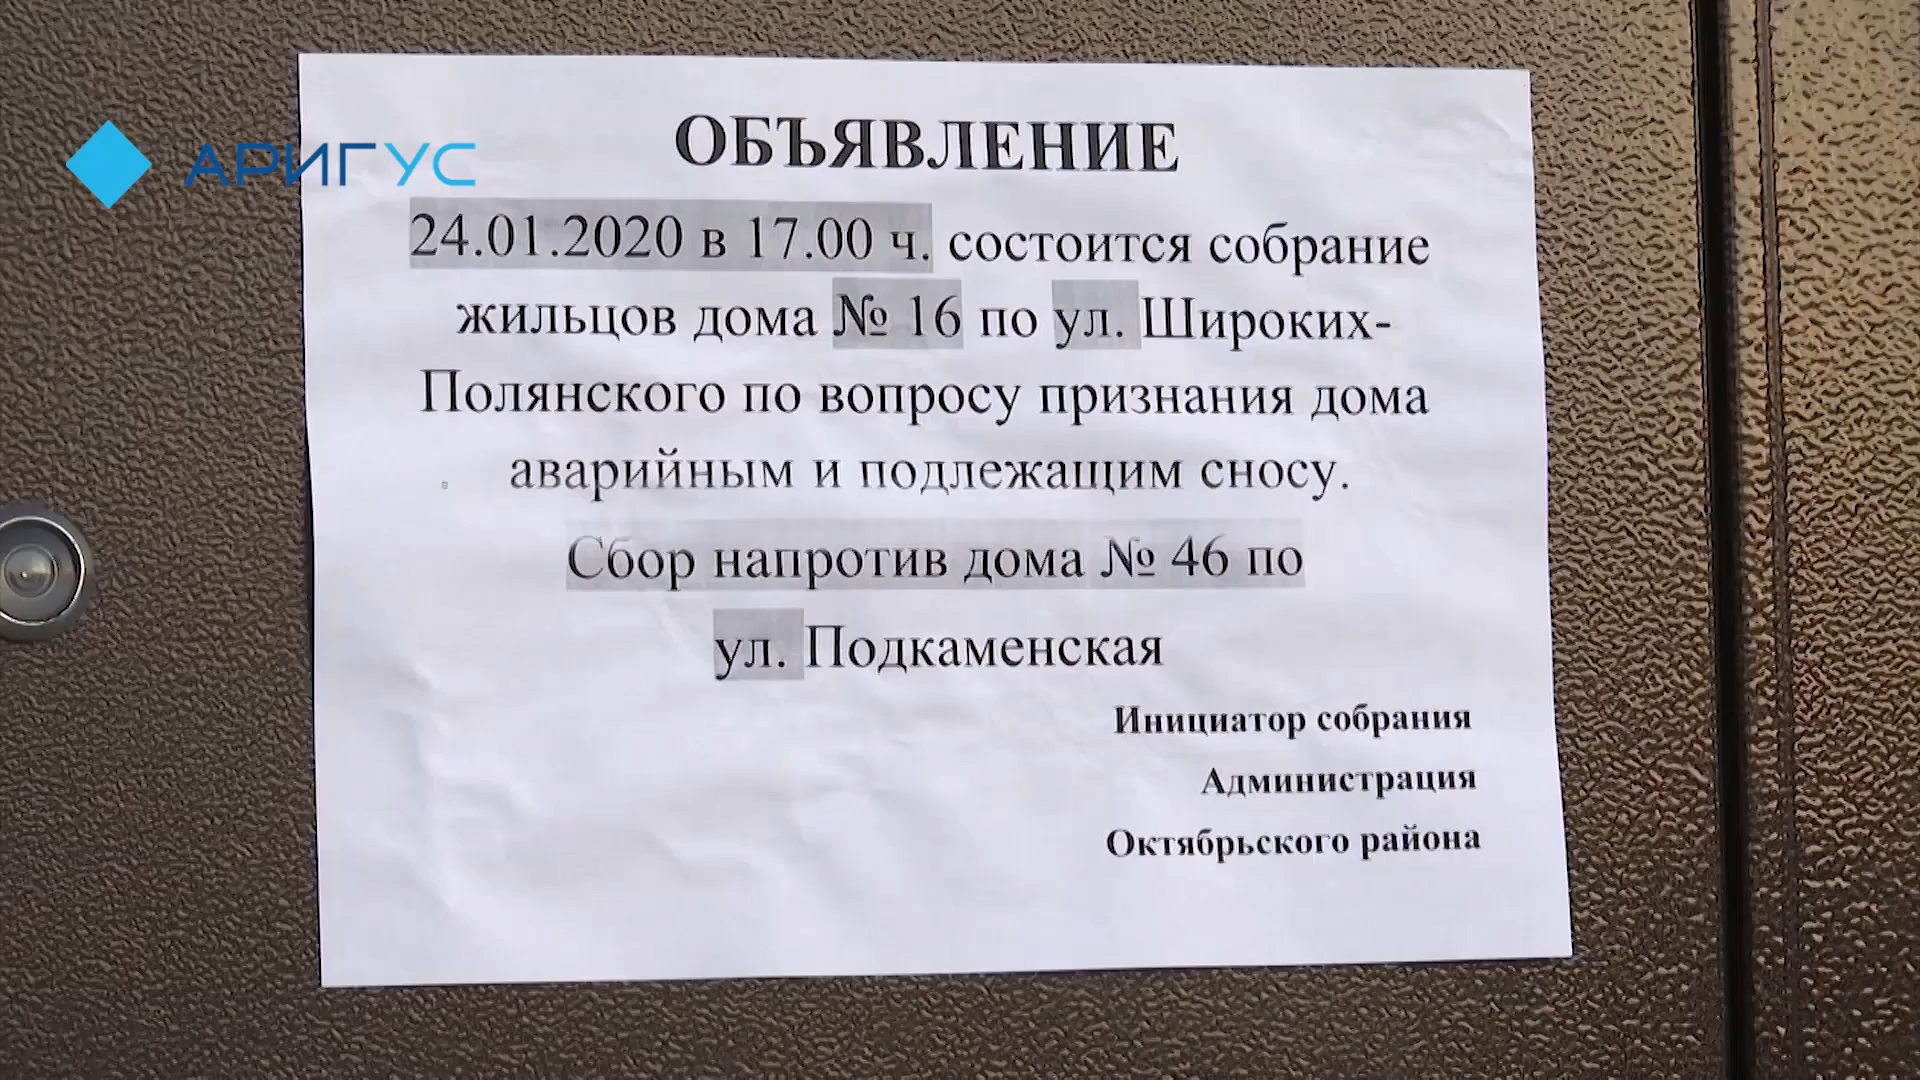 АРИГУС
ОБЪЯВЛЕНИЕ
24.01.2020 в 17.00 ч. состоится собрание
жильцов дома № 16 по ул. Широких-
Полянского по вопросу признания дома
аварийным и подлежащим сносу.
Сбор напротив дома № 46 по
ул. Подкаменская
Инициатор собрания
Администрация
Октябрьского района